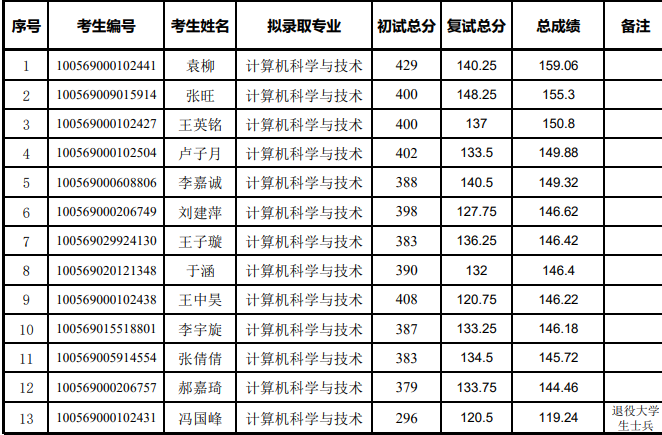 序号 考生编号 考生姓名 拟录取专业 初试总分 复试总分 总成绩 备注
1 100569000102441 袁柳 计算机科学与技术 429 140.25 159.06
2 100569009015914 张旺 计算机科学与技术 400 148.25 155.3
3 100569000102427 王英铭 计算机科学与技术 400 137 150.8
4 100569000102504 卢子月 计算机科学与技术 402 133.5 149.88
5 100569000608806 李嘉诚 计算机科学与技术 388 140.5 149.32
6 100569000206749 刘建萍 计算机科学与技术 398 127.75 146.62
7 100569029924130 王子璇 计算机科学与技术 383 136.25 146.42
8 100569020121348 于涵 计算机科学与技术 390 132 146.4
9 100569000102438 王中昊 计算机科学与技术 408 120.75 146.22
10 100569015518801 李宇旋 计算机科学与技术 387 133.25 146.18
11 100569005914554 张倩倩 计算机科学与技术 383 134.5 145.72
12 100569000206757 郝嘉琦 计算机科学与技术 379 133.75 144.46
13 100569000102431 冯国峰 计算机科学与技术 296 120.5 119.24 退役大学
生士兵